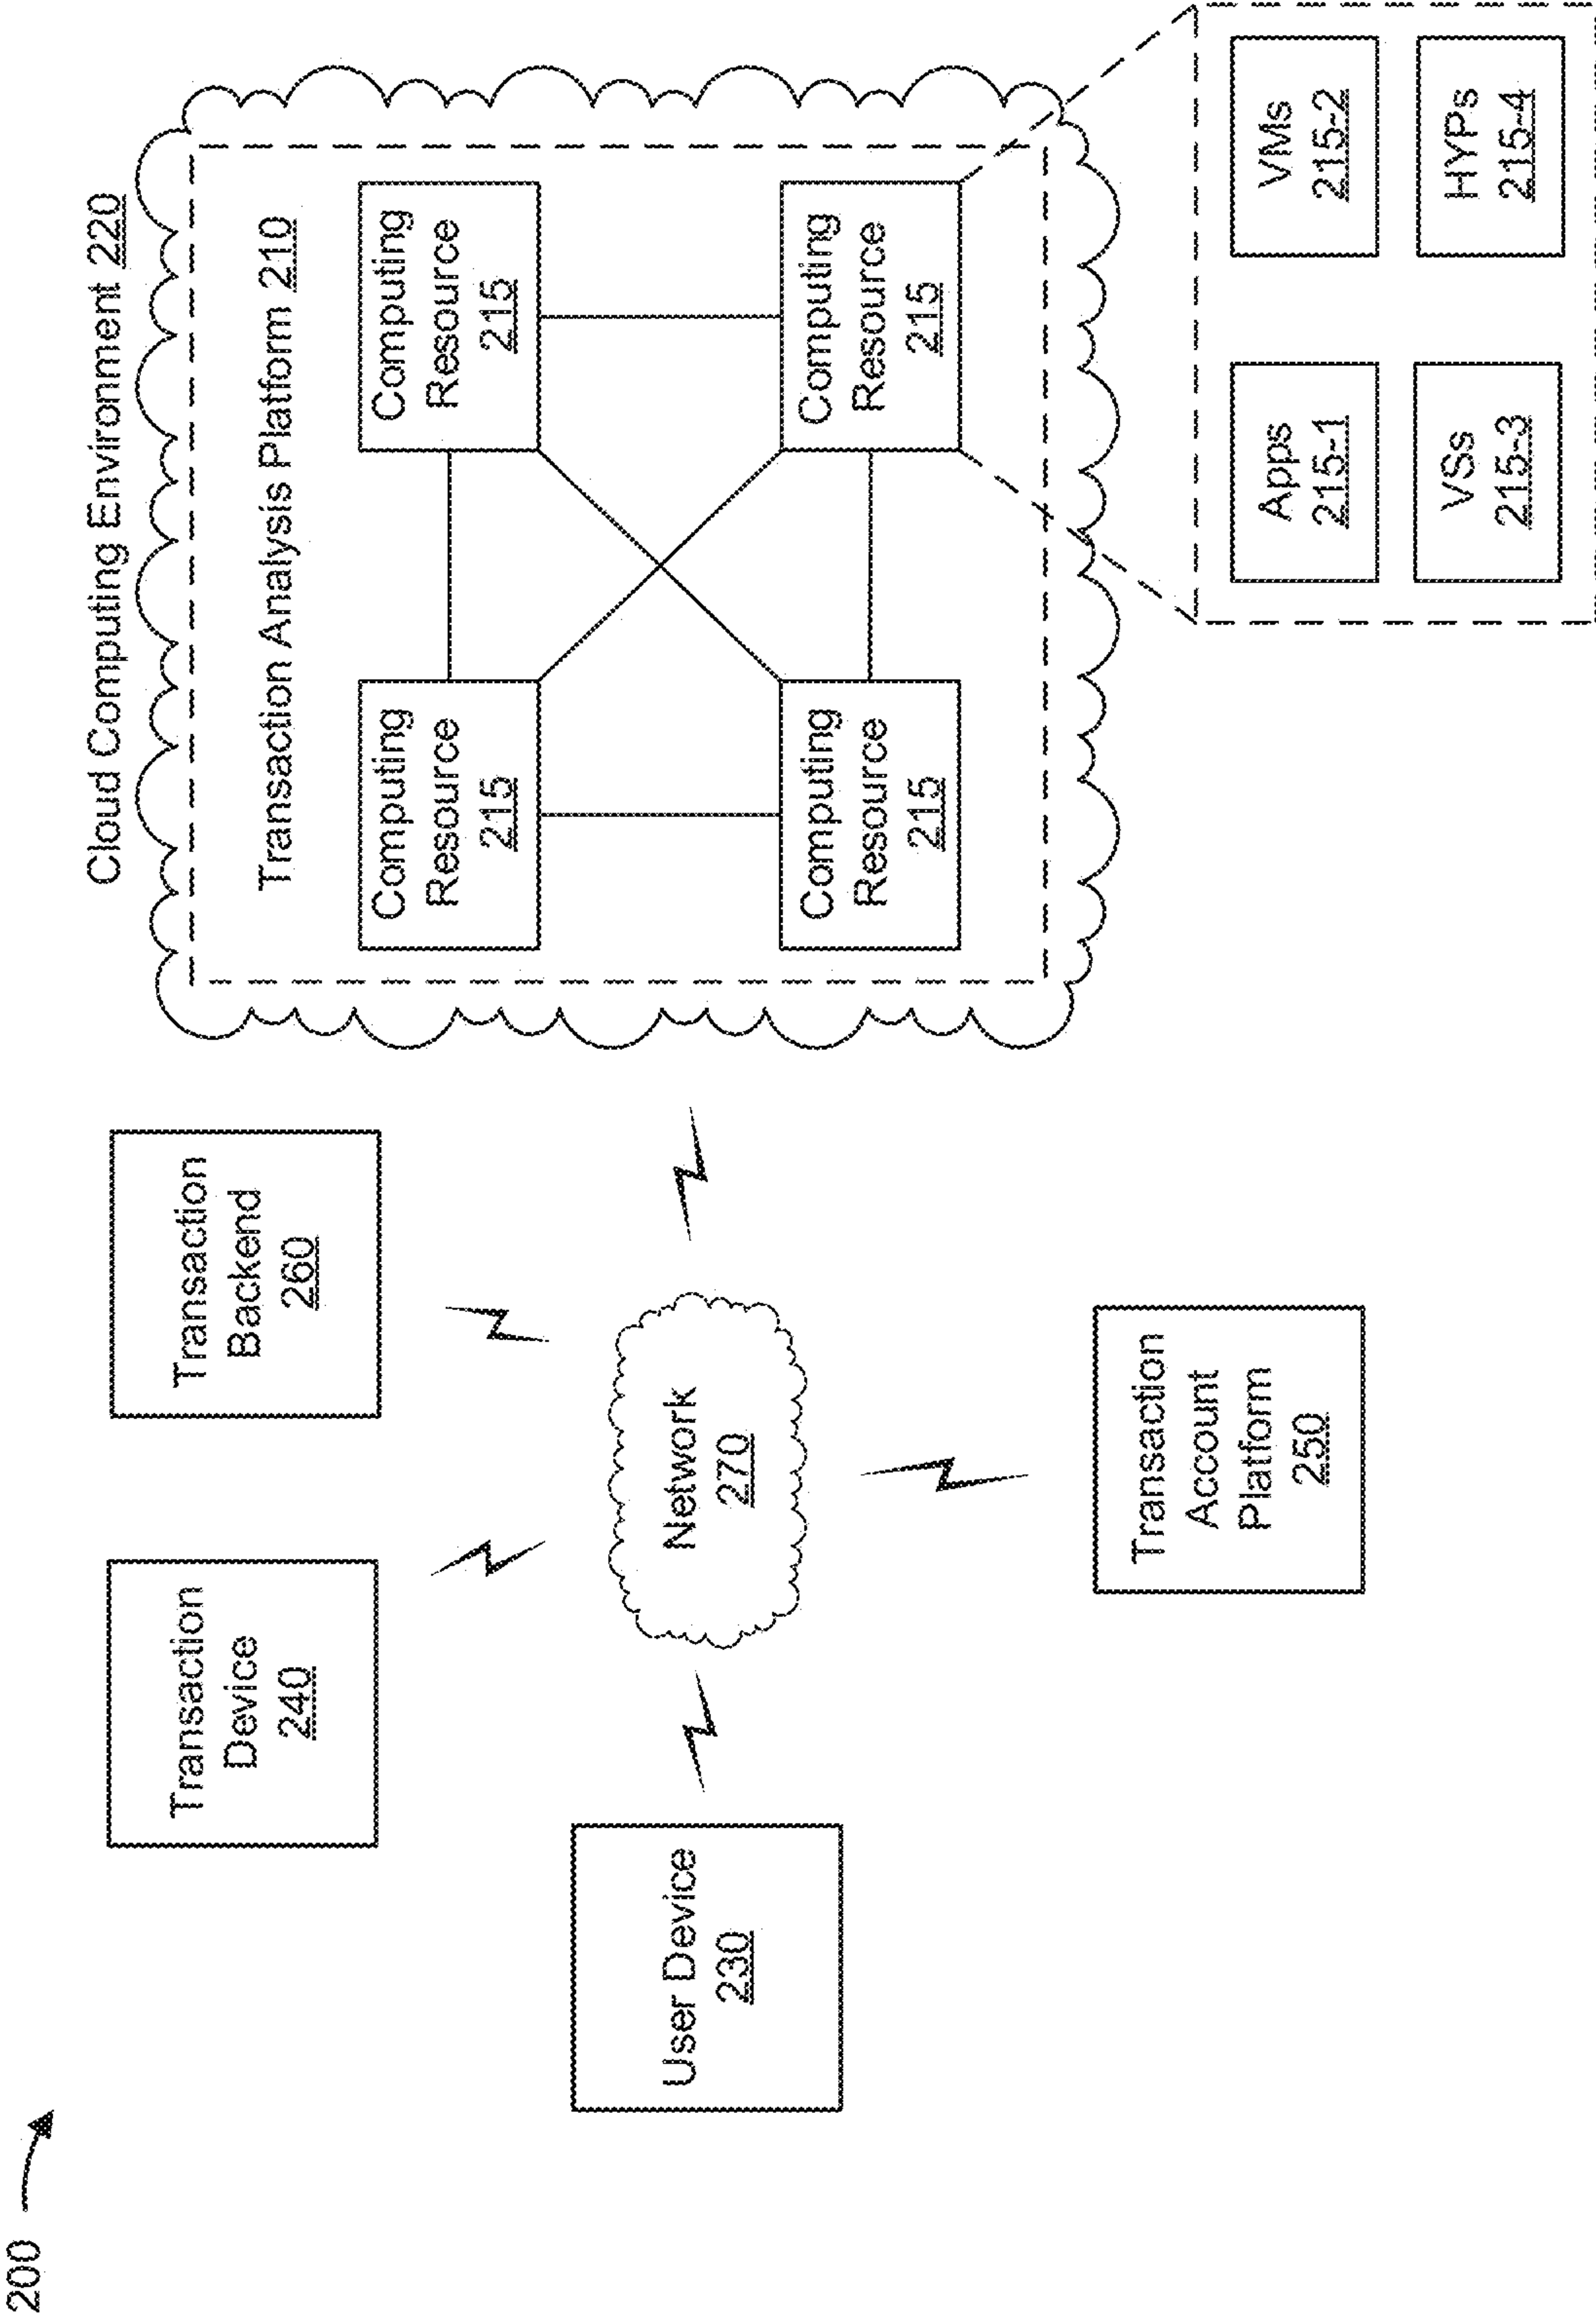 200
Cloud Computing Environment 220
Transaction Analysis Platform 210
Computing
Resource
215
Computing
Resource
215
Computing
Resource
215
Computing
Resource
215
Transaction
Device
240
Transaction
Backend
260
User Device
230
Network
270
Transaction
Account
Platform
250
Apps
215-1
VMs
215-2
VSs
215-3
HYPs
215-4